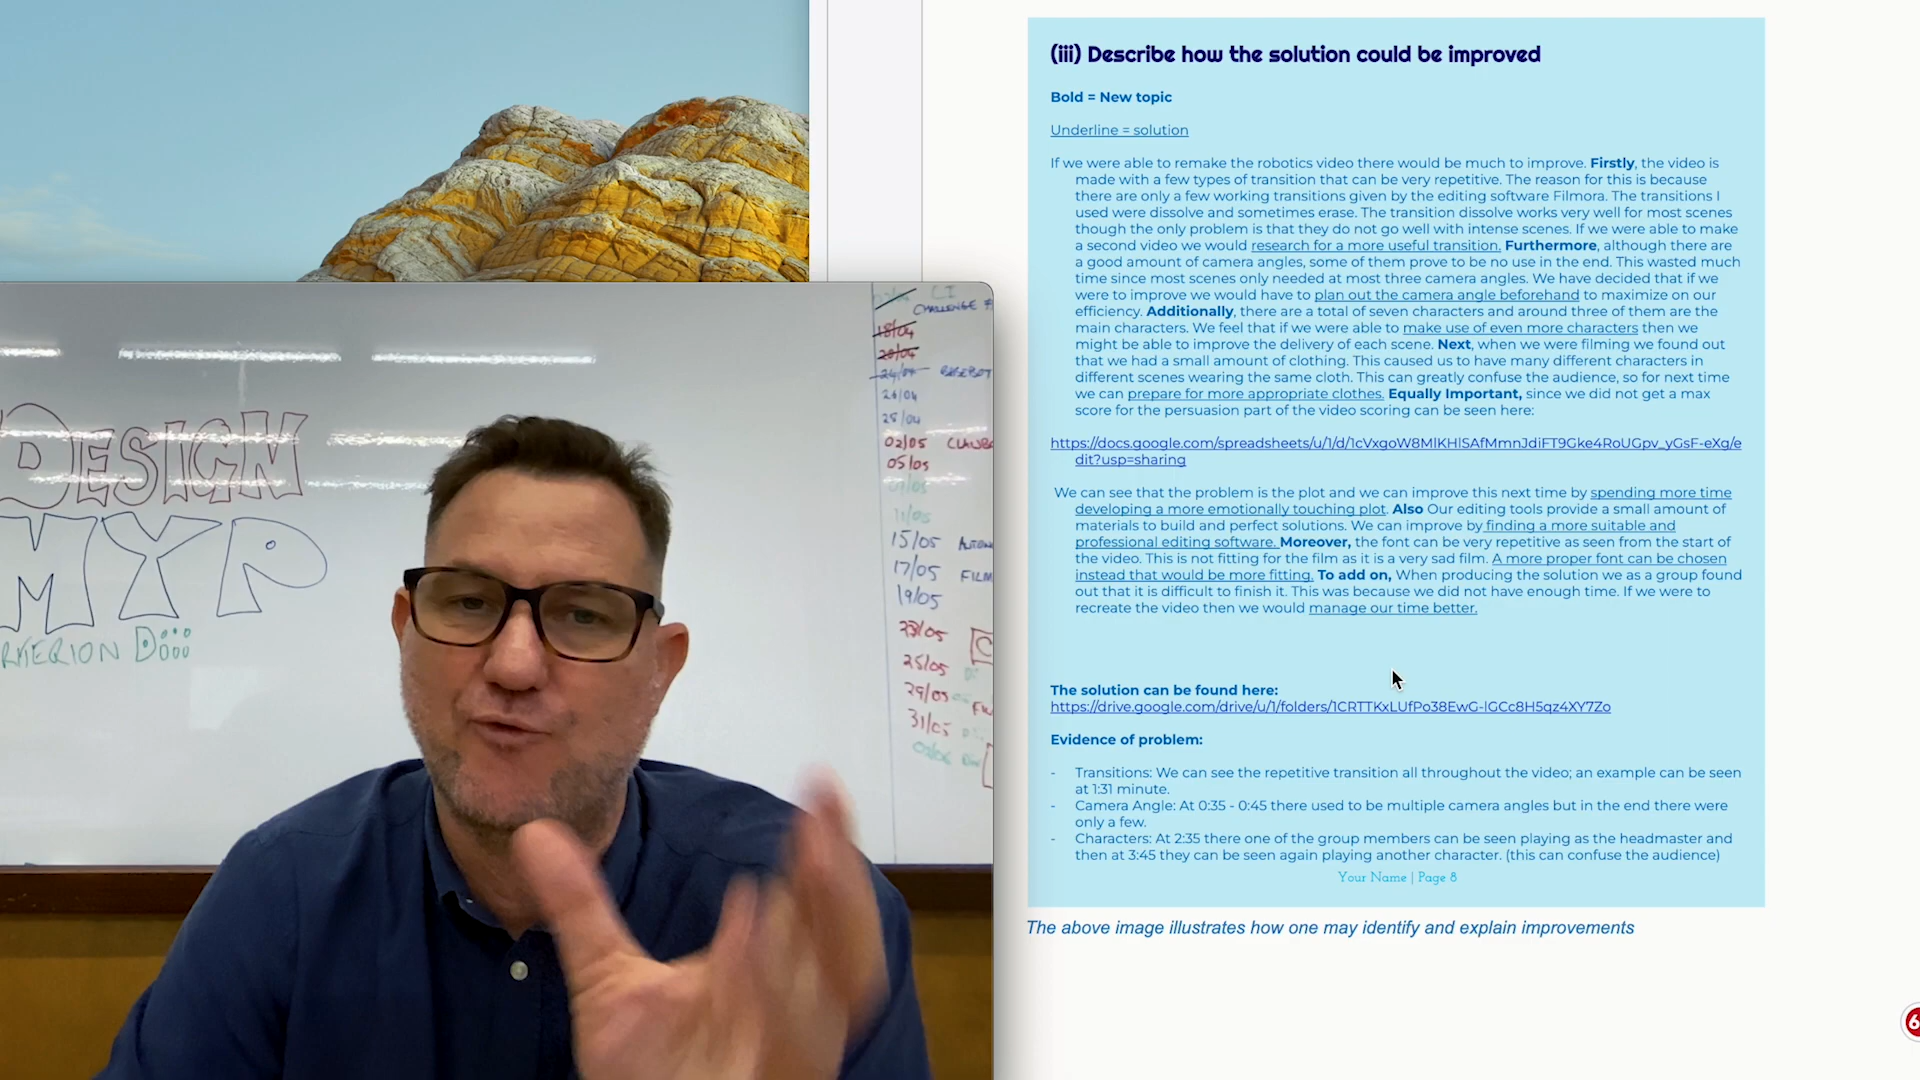 (iii) Describe how the solution could be improved
Bold = New topic
Underline = solution
If we were able to remake the robotics video there would be much to improve. Firstly, the video is
made with a few types of transition that can be very repetitive. The reason for this is because
there are only a few working transitions given by the editing software Filmora. The transitions I
used were dissolve and sometimes erase. The transition dissolve works very well for most scenes
though the only problem is that they do not go well with intense scenes. If we were able to make
a second video we would research for a more useful transition. Furthermore, although there are
a good amount of camera angles, some of them prove to be no use in the end. This wasted much
time since most scenes only needed at most three camera angles. We have decided that if we
were to improve we would have to plan out the camera angle beforehand to maximize on our
efficiency. Additionally, there are a total of seven characters and around three of them are the
main characters. We feel that if we were able to make use of even more characters then we
might be able to improve the delivery of each scene. Next, when we were filming we found out
that we had a small amount of clothing. This caused us to have many different characters in
different scenes wearing the same cloth. This can greatly confuse the audience, so for next time
we can prepare for more appropriate clothes. Equally Important, since we did not get a max
score for the persuasion part of the video scoring can be seen here:
https://docs.google.com/spreadsheets/u/1/d/1cVxgoW8MlKHlSAfMmnJdiFT9Gke4RoUGpv_yGsF-eXg/e
dit?usp=sharing
We can see that the problem is the plot and we can improve this next time by spending more time
developing a more emotionally touching plot. Also Our editing tools provide a small amount of
materials to build and perfect solutions. We can improve by finding a more suitable and
professional editing software. Moreover, the font can be very repetitive as seen from the start of
the video. This is not fitting for the film as it is a very sad film. A more proper font can be chosen
instead that would be more fitting. To add on, When producing the solution we as a group found
out that it is difficult to finish it. This was because we did not have enough time. If we were to
recreate the video then we would manage our time better.
The solution can be found here:
https://drive.google.com/drive/u/1/folders/1CRTTKxLUfPo38EwG-lGCc8H5qz4XY7Zo
Evidence of problem:
- Transitions: We can see the repetitive transition all throughout the video; an example can be seen
at 1:31 minute.
- Camera Angle: At 0:35 - 0:45 there used to be multiple camera angles but in the end there were
only a few.
- Characters: At 2:35 there one of the group members can be seen playing as the headmaster and
then at 3:45 they can be seen again playing another character. (this can confuse the audience)
Your Name | Page 8
The above image illustrates how one may identify and explain improvements
6
DESIGN
MYP
CRITERION Diii
CHALLENGE
18/04
20/04
24/04
26/04
28/04
02/05
05/05
11/05
15/05
17/05 FILM
19/05
23/05
25/05
29/05
31/05